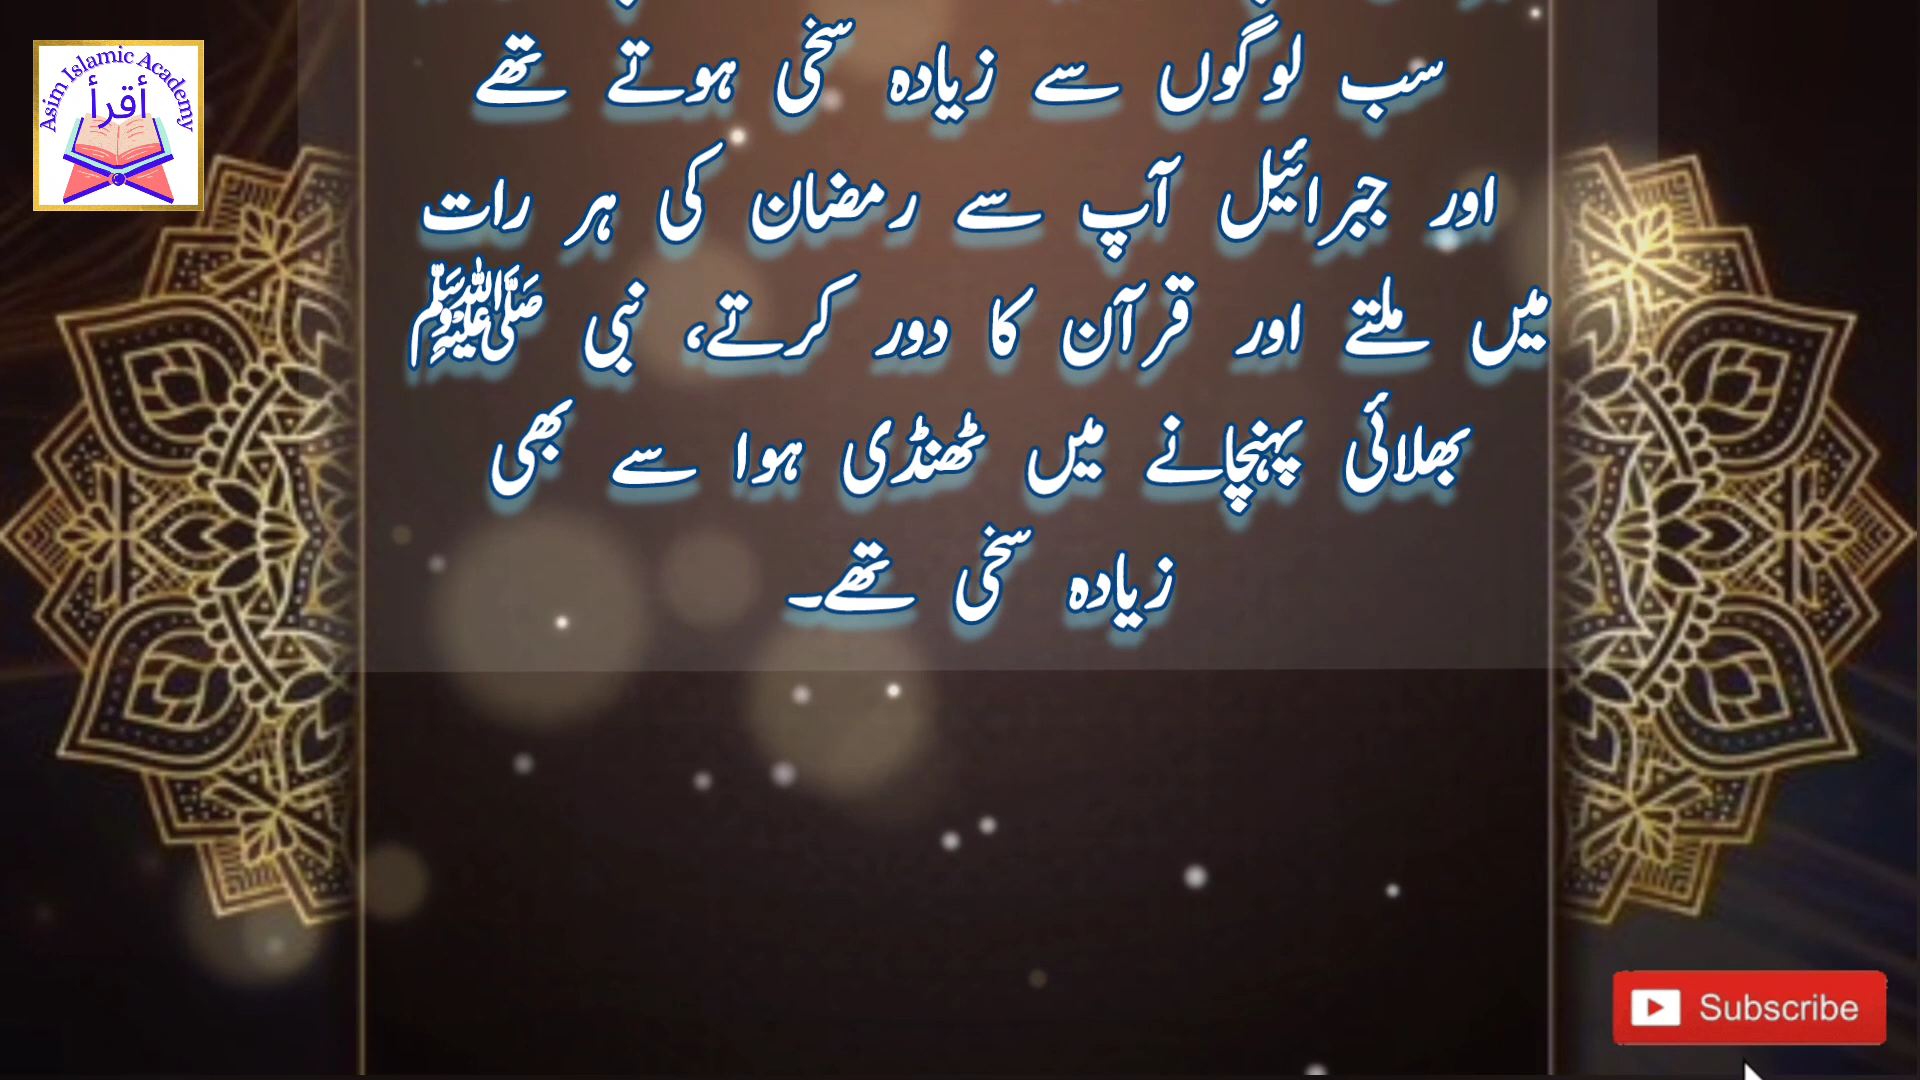 Asim Islamic Academy
أقرأ
سب لوگوں سے زیادہ سخی ہوتے تھے
اور جبرائیل آپ سے رمضان کی ہر رات
میں ملتے اور قرآن کا دور کرتے، نبی ﷺ
بھلائی پہنچانے میں ٹھنڈی ہوا سے بھی
زیادہ سخی تھے۔
Subscribe